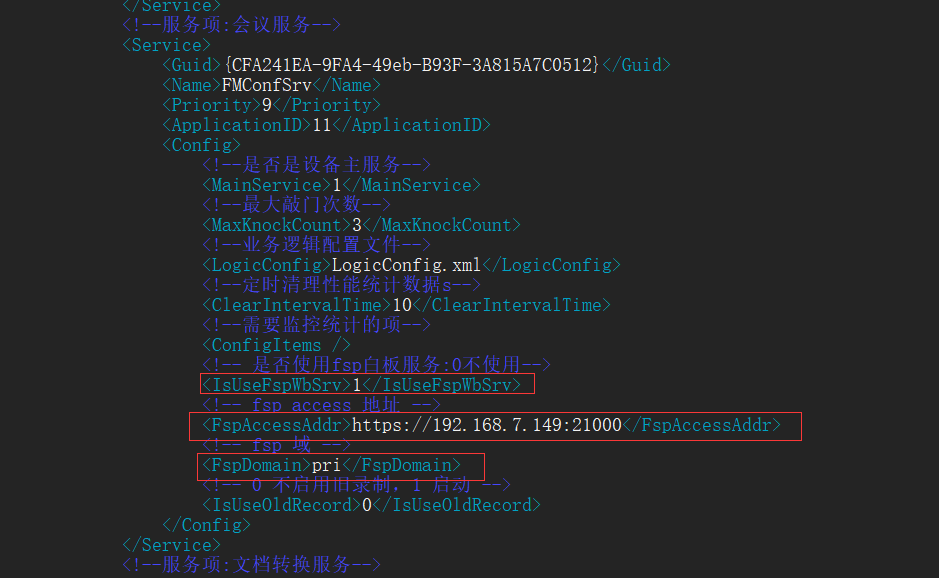 </Service>
<!--服务项:会议服务-->
<Service>
<Guid>{CFA241EA-9FA4-49eb-B93F-3A815A7C0512}</Guid>
<Name>FMConfSrv</Name>
<Priority>9</Priority>
<ApplicationID>11</ApplicationID>
<Config>
<!--是否是设备主服务-->
<MainService>1</MainService>
<!--最大敲门次数-->
<MaxKnockCount>3</MaxKnockCount>
<!--业务逻辑配置文件-->
<LogicConfig>LogicConfig.xml</LogicConfig>
<!--定时清理性能统计数据s-->
<ClearIntervalTime>10</ClearIntervalTime>
<!--需要监控统计的项-->
<ConfigItems />
<!-- 是否使用fsp白板服务:0不使用-->
<IsUseFspWbSrv>1</IsUseFspWbSrv>
<!-- fsp access 地址 -->
<FspAccessAddr>https://192.168.7.149:21000</FspAccessAddr>
<!-- fsp 域 -->
<FspDomain>pri</FspDomain>
<!-- 0 不启用旧录制, 1 启动 -->
<IsUseOldRecord>0</IsUseOldRecord>
</Config>
</Service>
<!--服务项:文档转换服务-->